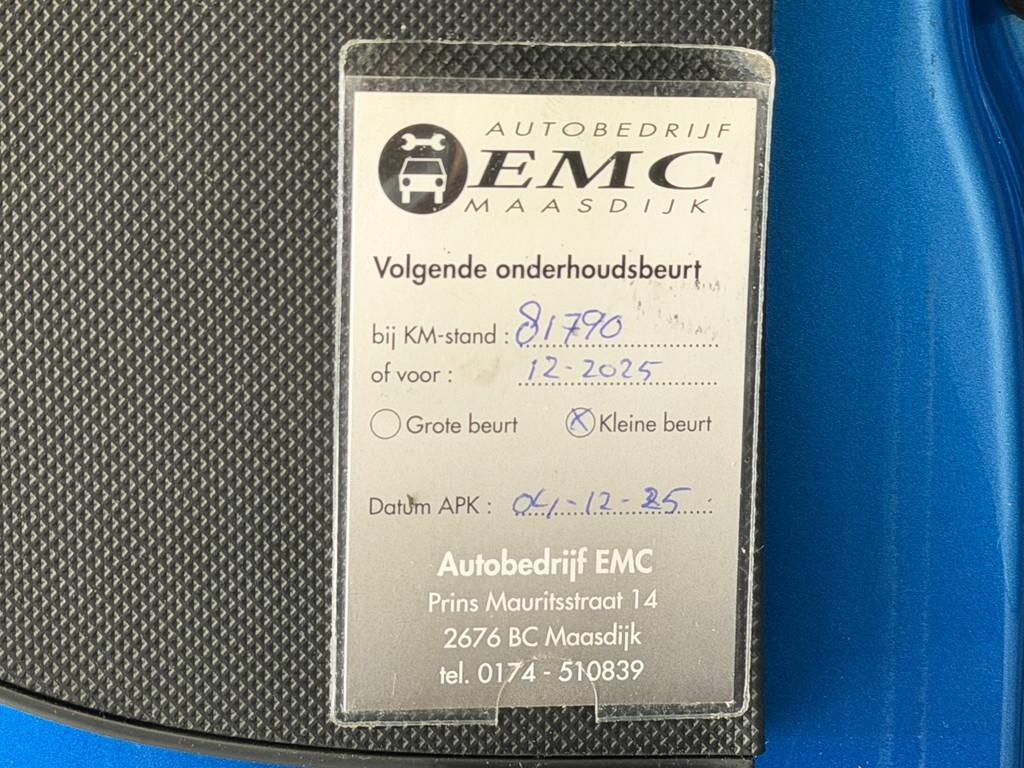 AUTOBEDRIJF
EMC
MAASDIJK
Volgende onderhoudsbeurt
bij KM-stand : 81790
of voor : 12-2025
Grote beurt Kleine beurt
Datum APK : 04-12-25
Autobedrijf EMC
Prins Mauritsstraat 14
2676 BC Maasdijk
tel. 0174 - 510839